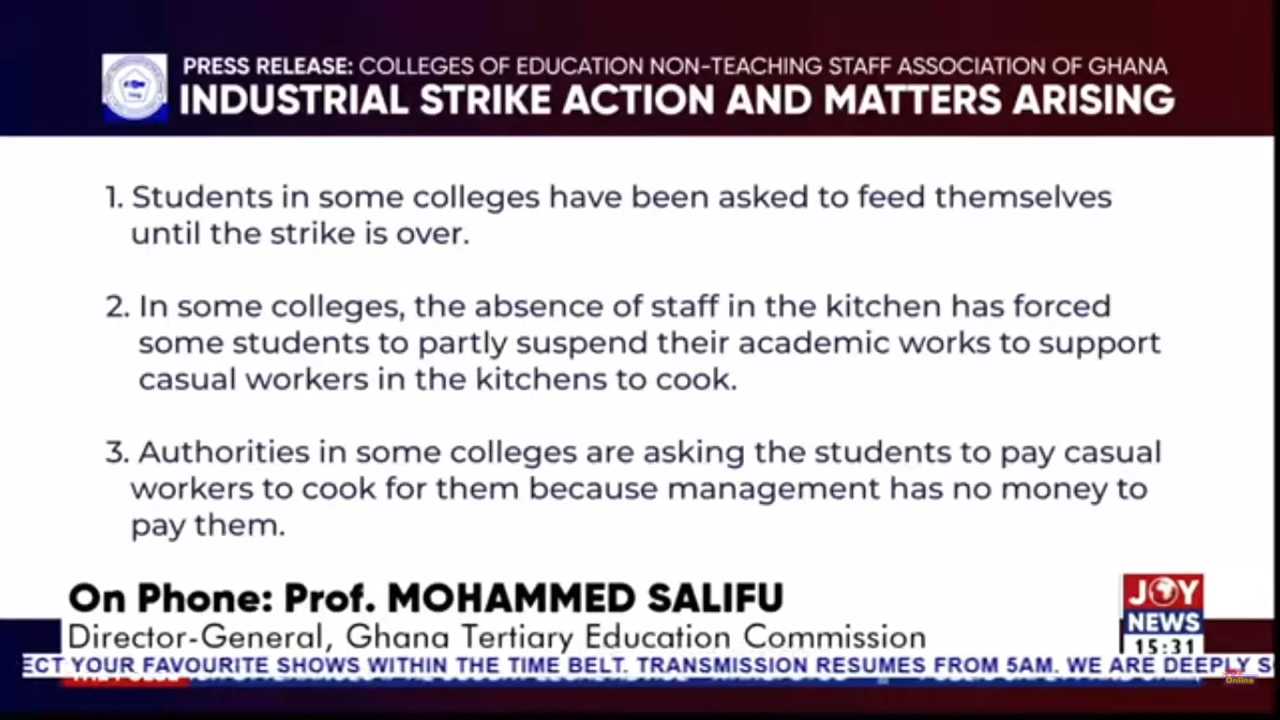 PRESS RELEASE: COLLEGES OF EDUCATION NON-TEACHING STAFF ASSOCIATION OF GHANA
INDUSTRIAL STRIKE ACTION AND MATTERS ARISING
1. Students in some colleges have been asked to feed themselves
until the strike is over.
2. In some colleges, the absence of staff in the kitchen has forced
some students to partly suspend their academic works to support
casual workers in the kitchens to cook.
3. Authorities in some colleges are asking the students to pay casual
workers to cook for them because management has no money to
pay them.
On Phone: Prof. MOHAMMED SALIFU
Director-General, Ghana Tertiary Education Commission
JOY
NEWS
15:31
ECT YOUR FAVOURITE SHOWS WITHIN THE TIME BELT. TRANSMISSION RESUMES FROM 5AM. WE ARE DEEPLY S
Online